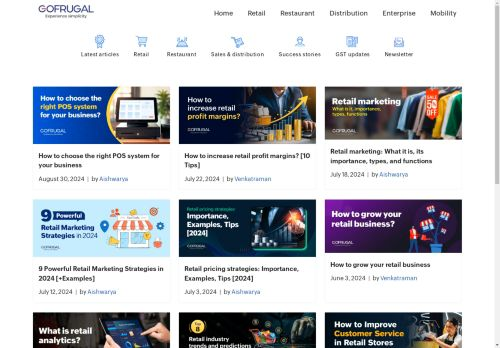 GOFRUGAL
Experience simplicity
Home Retail Restaurant Distribution Enterprise Mobility
Latest articles Retail Restaurant Sales & distribution Success stories GST updates Newsletter
How to choose the
right POS system
for your business?
GOFRUGAL
How to choose the right POS system for
your business
August 30, 2024 | by Aishwarya
How to
increase retail
profit margins?
GOFRUGAL
How to increase retail profit margins? [10
Tips]
July 22, 2024 | by Venkatraman
Retail marketing
What is it, importance,
types, functions
GOFRUGAL
SALE
50%
OFF
Retail marketing: What it is, its
importance, types, and functions
July 18, 2024 | by Aishwarya
9 Powerful
Retail Marketing
Strategies in 2024
GOFRUGAL
9 Powerful Retail Marketing Strategies in
2024 [+Examples]
July 12, 2024 | by Aishwarya
Retail pricing strategies:
Importance,
Examples, Tips
[2024]
GOFRUGAL
Retail pricing strategies: Importance,
Examples, Tips [2024]
July 3, 2024 | by Aishwarya
How to grow your
retail business?
GOFRUGAL
How to grow your retail business
June 3, 2024 | by Venkatraman
What is retail
analytics?
10
Retail industry
trends and predictions
How to Improve
Customer Service
in Retail Stores